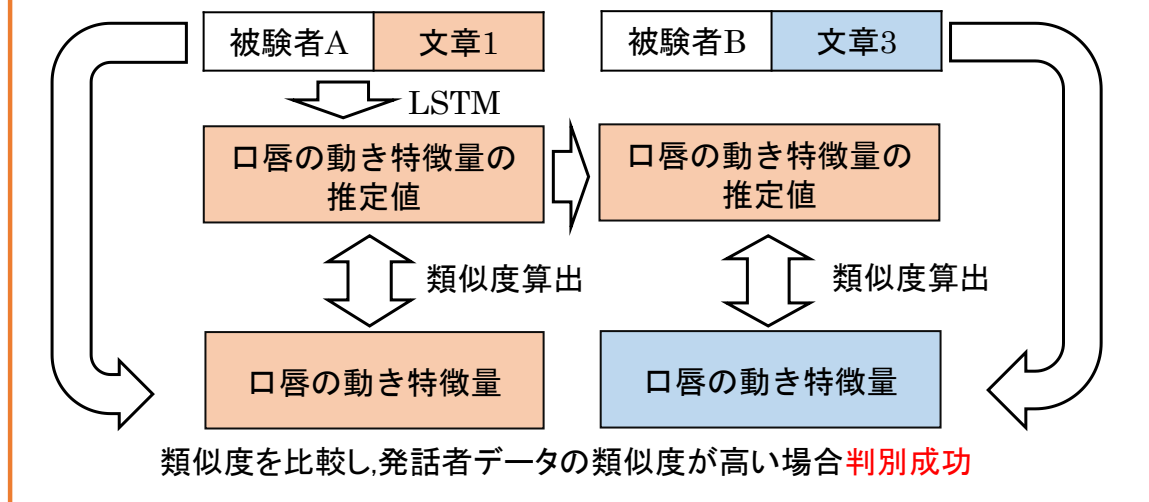 被験者A 文章1 被験者B 文章3
LSTM
口唇の動き特徴量の
推定値
口唇の動き特徴量の
推定値
類似度算出 類似度算出
口唇の動き特徴量 口唇の動き特徴量
類似度を比較し,発話者データの類似度が高い場合判別成功